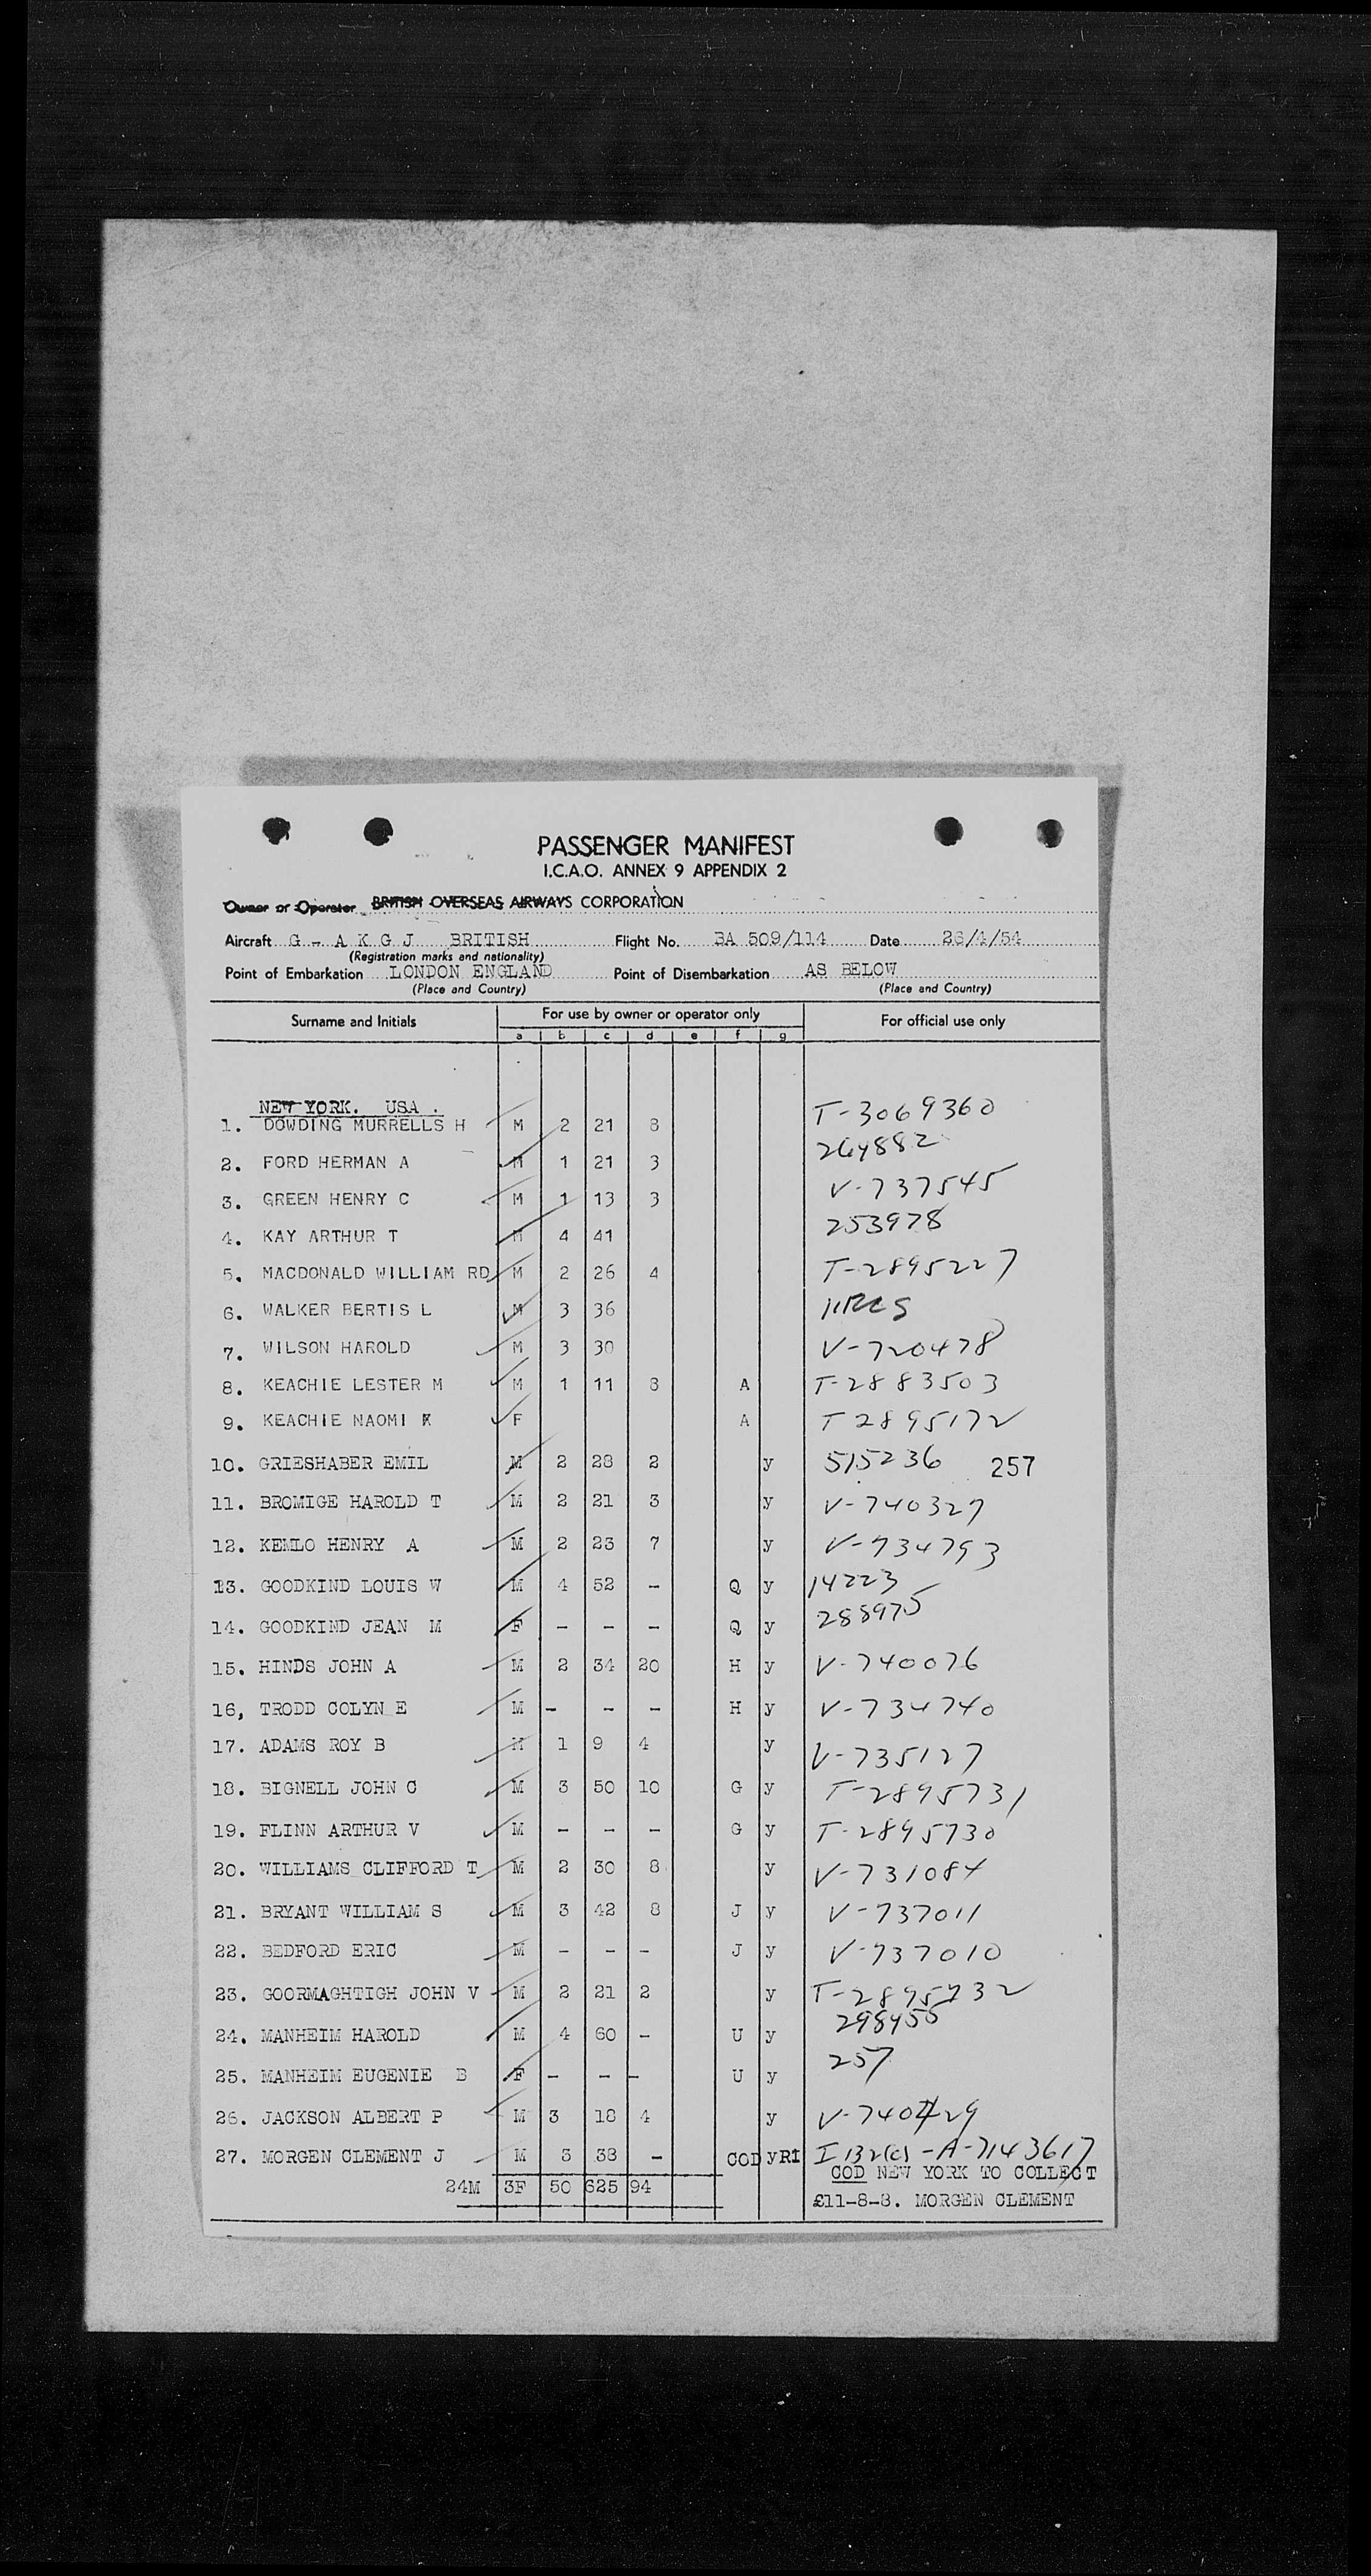 PASSENGER MANIFEST
I.C.A.O. ANNEX 9 APPENDIX 2
Owner or Operator BRITISH OVERSEAS AIRWAYS CORPORATION
Aircraft G - A K G J BRITISH Flight No. BA 509/114 Date 26/4/54
(Registration marks and nationality)
Point of Embarkation LONDON ENGLAND Point of Disembarkation AS BELOW
(Place and Country) (Place and Country)
Surname and Initials For use by owner or operator only For official use only
a b c d e f g
NEW YORK. USA.
1. DOWDING MURRELLS H M 2 21 8 T-3069360
2. FORD HERMAN A M 1 21 3 264882
3. GREEN HENRY C M 1 13 3 V-737545
4. KAY ARTHUR T M 4 41 253978
5. MACDONALD WILLIAM RD M 2 26 4 T-2895227
6. WALKER BERTIS L M 3 36
7. WILSON HAROLD M 3 30 V-720478
8. KEACHIE LESTER M M 1 11 8 A T-2883503
9. KEACHIE NAOMI K F A T 2895172
10. GRIESHABER EMIL M 2 28 2 y 515236 257
11. BROMIGE HAROLD T M 2 21 3 y V-740327
12. KEMLO HENRY A M 2 23 7 y V-734793
13. GOODKIND LOUIS W M 4 52 - Q y 14223
14. GOODKIND JEAN M F - - - Q y 288975
15. HINDS JOHN A M 2 34 20 H y V-740076
16, TRODD COLYN E M - - - H y V-734740
17. ADAMS ROY B M 1 9 4 y V-735127
18. BIGNELL JOHN C M 3 50 10 G y T-2895731
19. FLINN ARTHUR V M - - - G y T-2895730
20. WILLIAMS CLIFFORD T M 2 30 8 y V-731084
21. BRYANT WILLIAM S M 3 42 8 J y V-737011
22. BEDFORD ERIC M - - - J y V-737010
23. GOORMAGHTIGH JOHN V M 2 21 2 y T-2895732
24. MANHEIM HAROLD M 4 60 - U y 298456
25. MANHEIM EUGENIE B F - - - U y 257
26. JACKSON ALBERT P M 3 18 4 y
27. MORGEN CLEMENT J M 3 38 - COD yR1 I 132(c)-A-7143617
COD NEW YORK TO COLLECT
24M 3F 50 625 94
£11-8-8. MORGEN CLEMENT